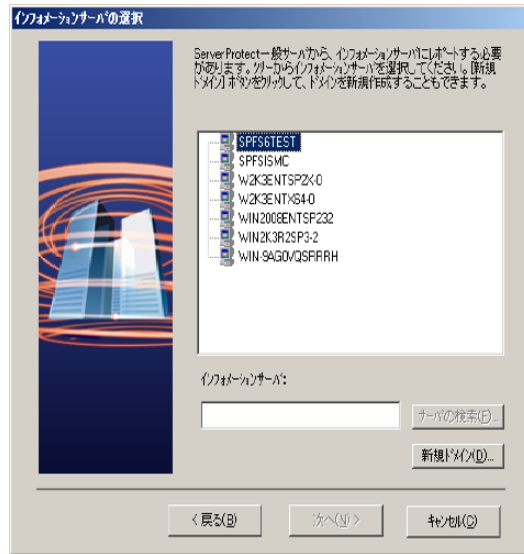 ｲﾝﾌｫﾒｰｼｮﾝｻｰﾊﾞの選択
ServerProtect一般ｻｰﾊﾞから、ｲﾝﾌｫﾒｰｼｮﾝｻｰﾊﾞにﾚﾎﾟｰﾄする必要
があります。ﾂﾘｰからｲﾝﾌｫﾒｰｼｮﾝｻｰﾊﾞを選択してください。[新規
ﾄﾞﾒｲﾝ] ﾎﾞﾀﾝをｸﾘｯｸして、ﾄﾞﾒｲﾝを新規作成することもできます。
SPFS6TEST
SPFSISMC
W2K3ENTSP2X-0
W2K3ENTX64-0
WIN2008ENTSP232
WIN2K3R2SP3-2
ｲﾝﾌｫﾒｰｼｮﾝｻｰﾊﾞ:
ｻｰﾊﾞの検索(F)...
新規ﾄﾞﾒｲﾝ(D)...
< 戻る(B)
次へ(N) >
ｷｬﾝｾﾙ(C)